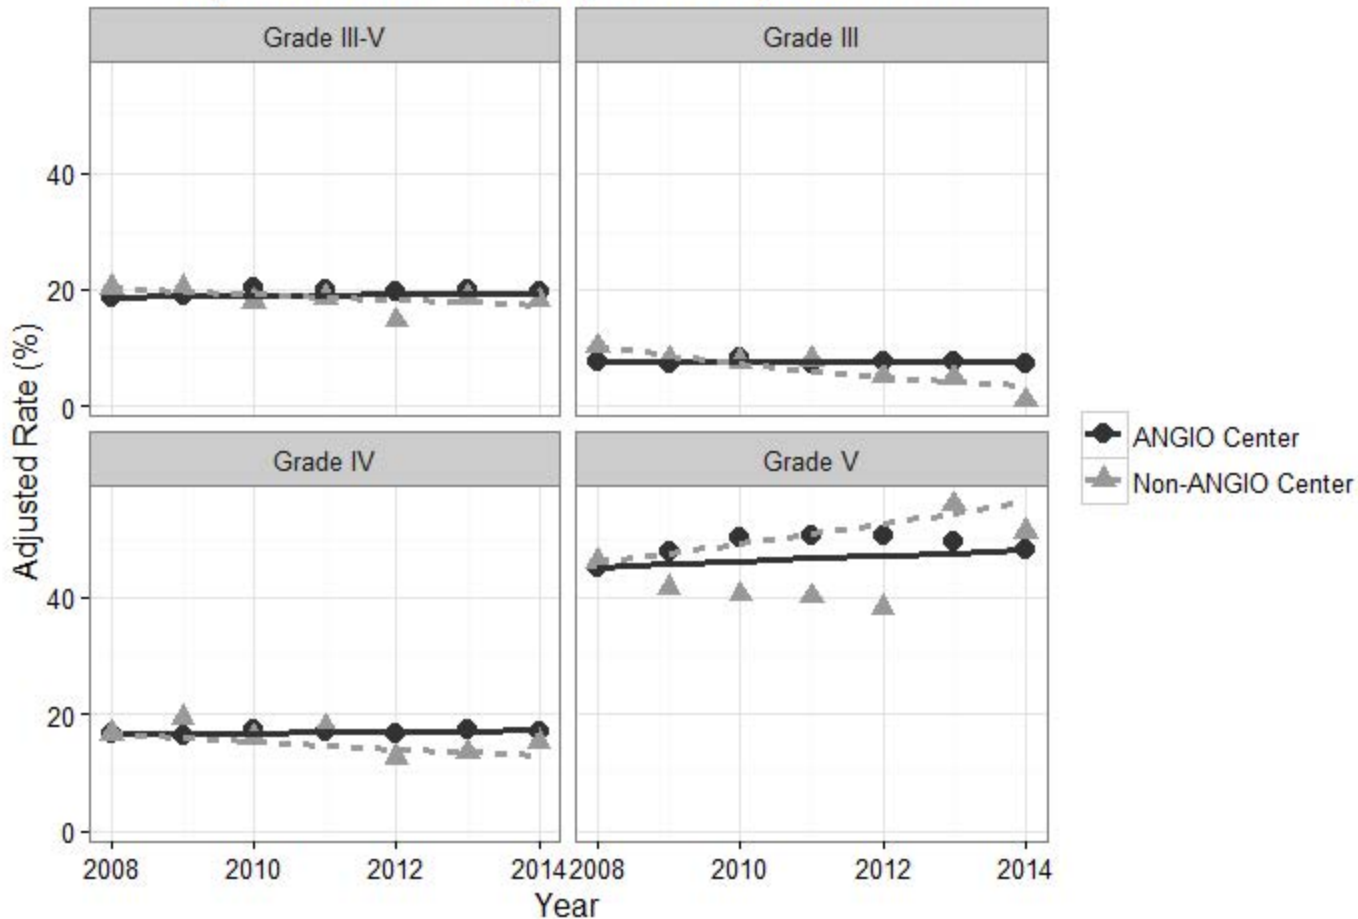 Grade III-V
Grade III
40
20
0
Adjusted Rate (%)
ANGIO Center
Non-ANGIO Center
Grade IV
Grade V
40
20
0
2008
2010
2012
2014
2008
2010
2012
2014
Year